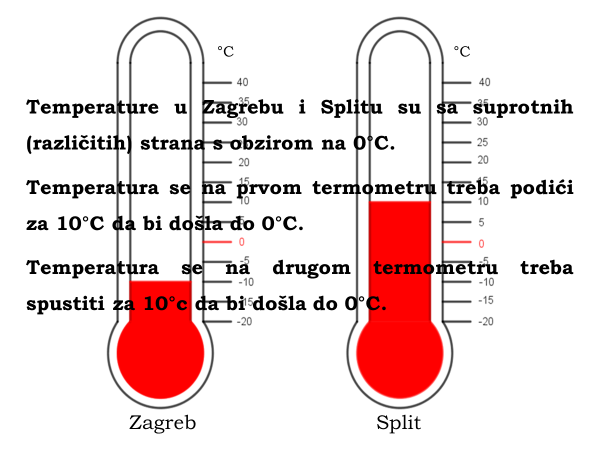 °C °C
40 40
Temperature u Zagrebu i Splitu su sa suprotnih
35 35
30 30
(različitih) strana s obzirom na 0°C.
25 25
20 20
15 15
Temperatura se na prvom termometru treba podići
10 10
za 10°C da bi došla do 0°C.
5 5
0 0
-5 -5
Temperatura se na drugom termometru treba
-10 -10
spustiti za 10°c da bi došla do 0°C.
-15 -15
-20 -20
Zagreb Split